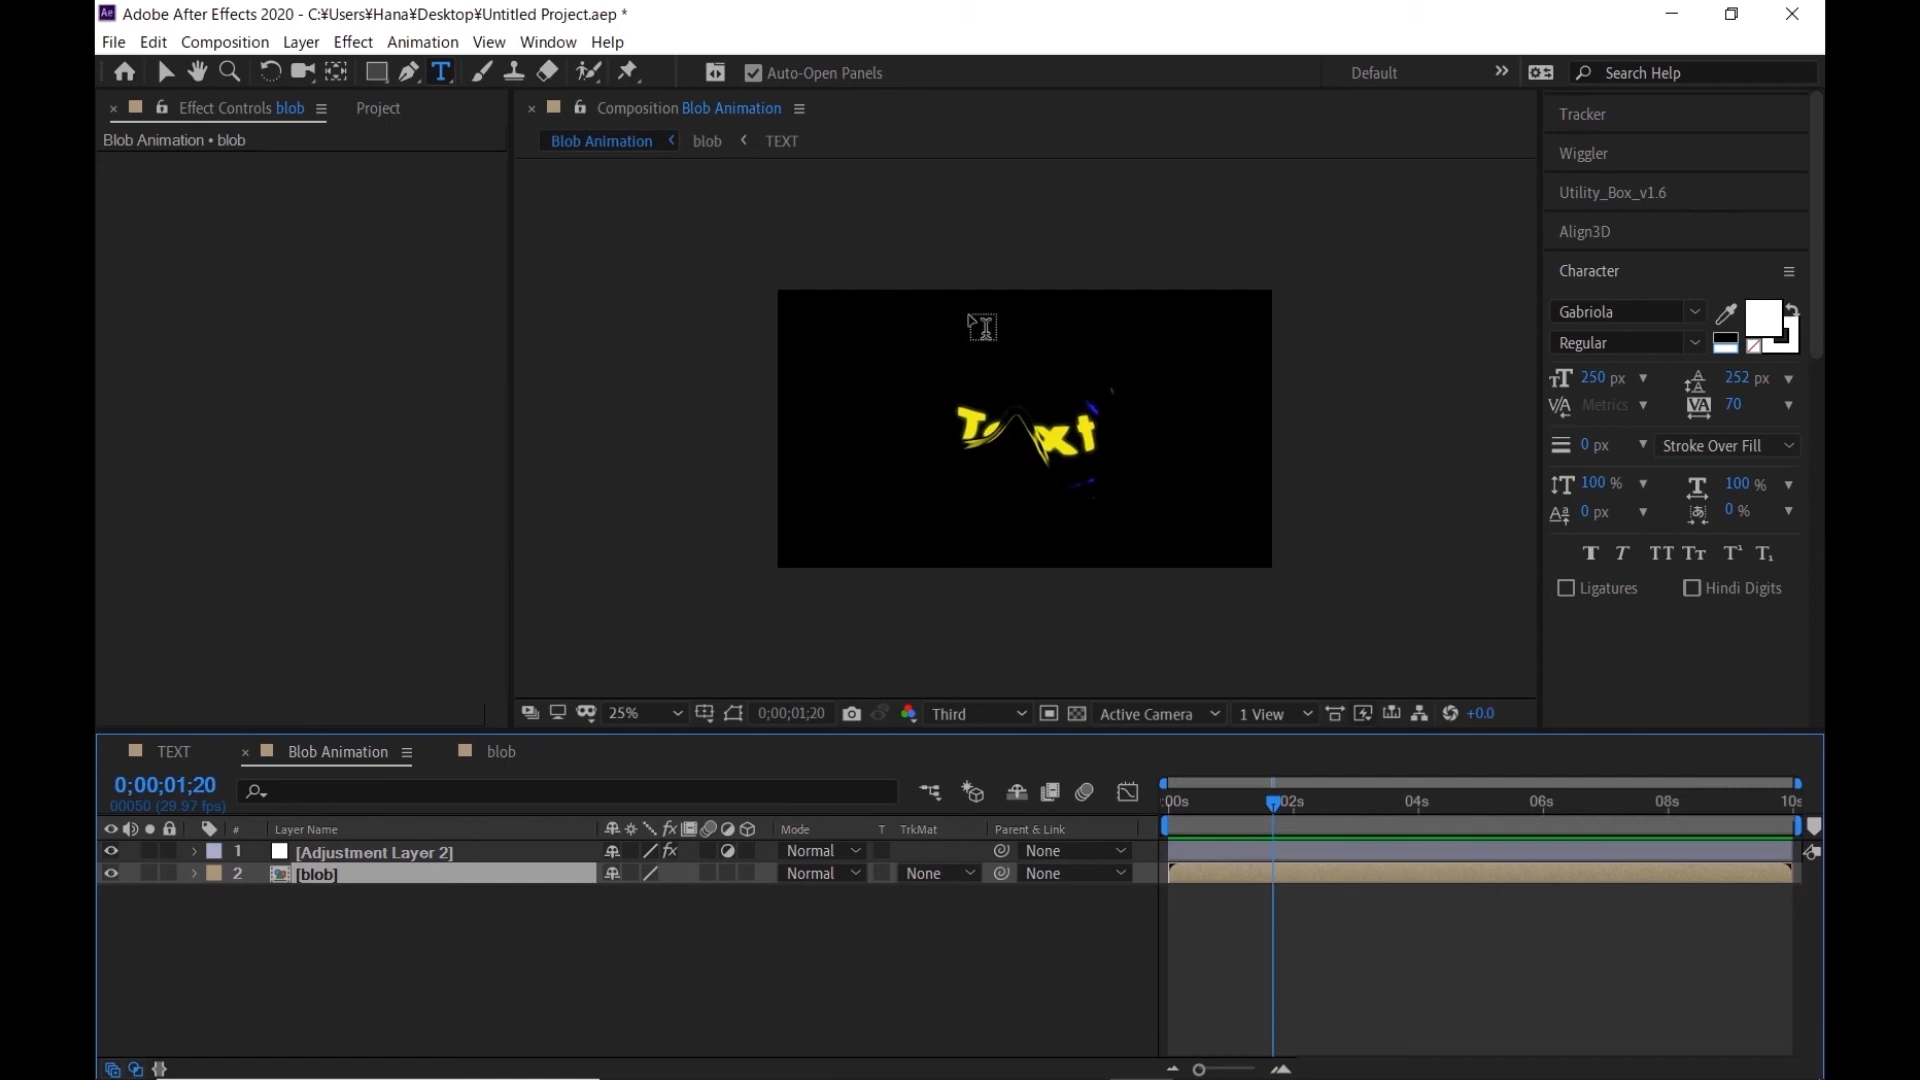 Adobe After Effects 2020 - C:¥Users¥Hana¥Desktop¥Untitled Project.aep *
File Edit Composition Layer Effect Animation View Window Help
Auto-Open Panels Default Search Help
Effect Controls blob Project
Composition Blob Animation
Blob Animation • blob
Blob Animation blob TEXT
Text
Tracker
Wiggler
Utility_Box_v1.6
Align3D
Character
Gabriola
Regular
250 px 252 px
Metrics 70
0 px Stroke Over Fill
100 % 100 %
0 px 0 %
Ligatures Hindi Digits
25% 0;00;01;20 Third Active Camera 1 View +0.0
TEXT Blob Animation blob
0;00;01;20
00050 (29.97 fps)
:00s 02s 04s 06s 08s 10s
# Layer Name Mode T TrkMat Parent & Link
1 [Adjustment Layer 2] Normal None
2 [blob] Normal None None